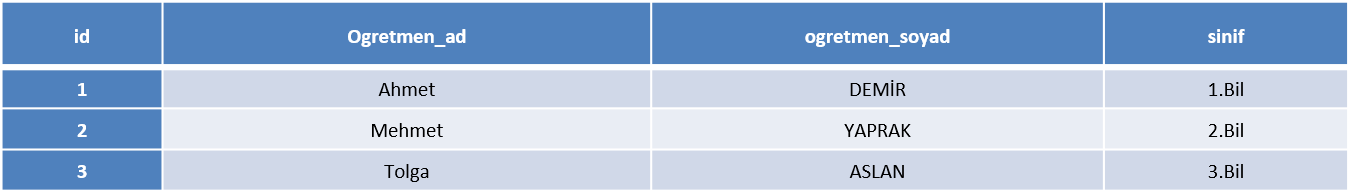 id Ogretmen_ad ogretmen_soyad sinif
1 Ahmet DEMİR 1.Bil
2 Mehmet YAPRAK 2.Bil
3 Tolga ASLAN 3.Bil